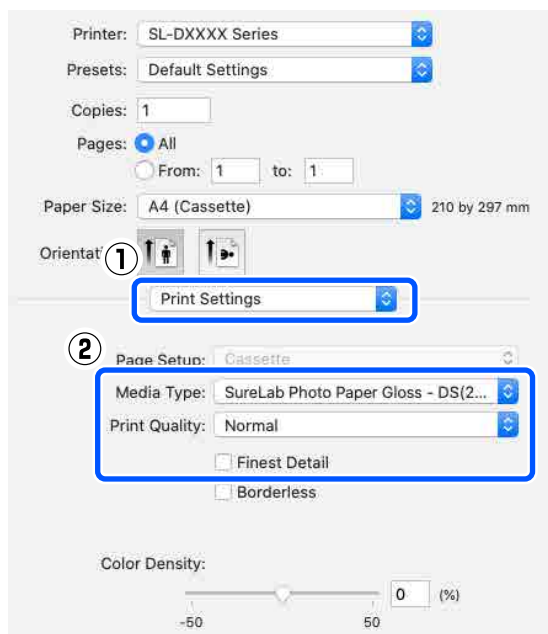 Printer: SL-DXXXX Series
Presets: Default Settings
Copies: 1
Pages: All
From: 1 to: 1
Paper Size: A4 (Cassette) 210 by 297 mm
Orientat
1
Print Settings
2
Page Setup: Cassette
Media Type: SureLab Photo Paper Gloss - DS(2...
Print Quality: Normal
Finest Detail
Borderless
Color Density:
0 (%)
-50 50